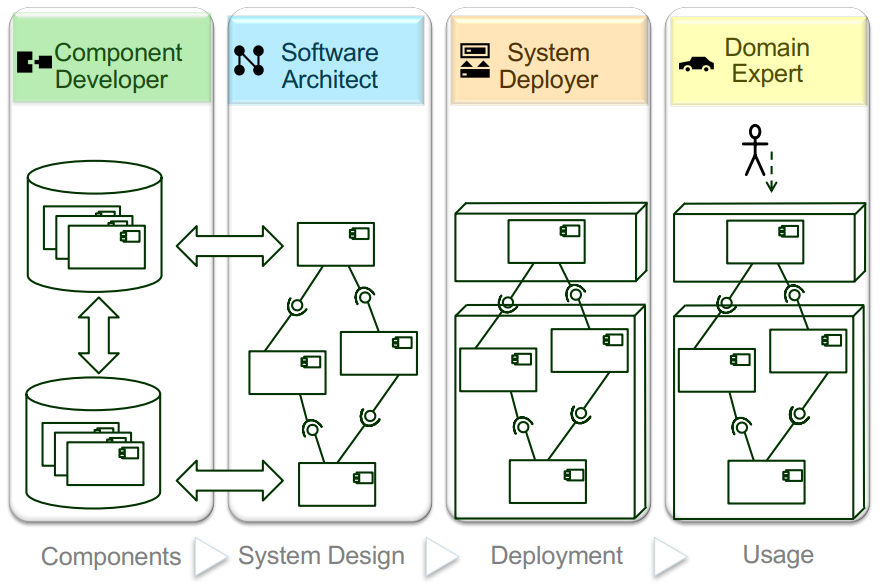 Component
Developer
Software
Architect
System
Deployer
Domain
Expert
Components
System Design
Deployment
Usage